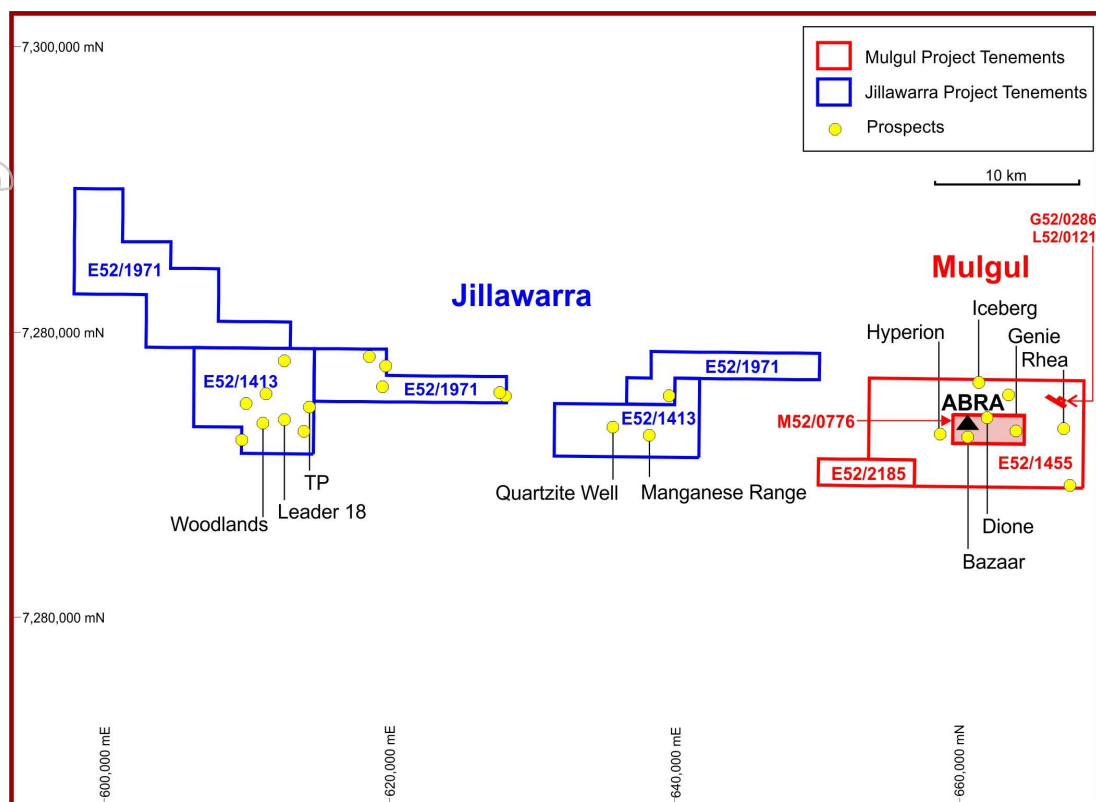 7,300,000 mN
Mulgul Project Tenements
Jillawarra Project Tenements
Prospects
10 km
G52/0286
L52/0121
E52/1971
Jillawarra
Mulgul
Iceberg
7,280,000 mN
Hyperion
Genie
Rhea
E52/1971
E52/1413
E52/1971
ABRA
E52/1413
M52/0776
E52/1455
E52/2185
TP
Quartzite Well
Manganese Range
Leader 18
Woodlands
Dione
Bazaar
7,280,000 mN
600,000 mE
620,000 mE
640,000 mE
660,000 mN